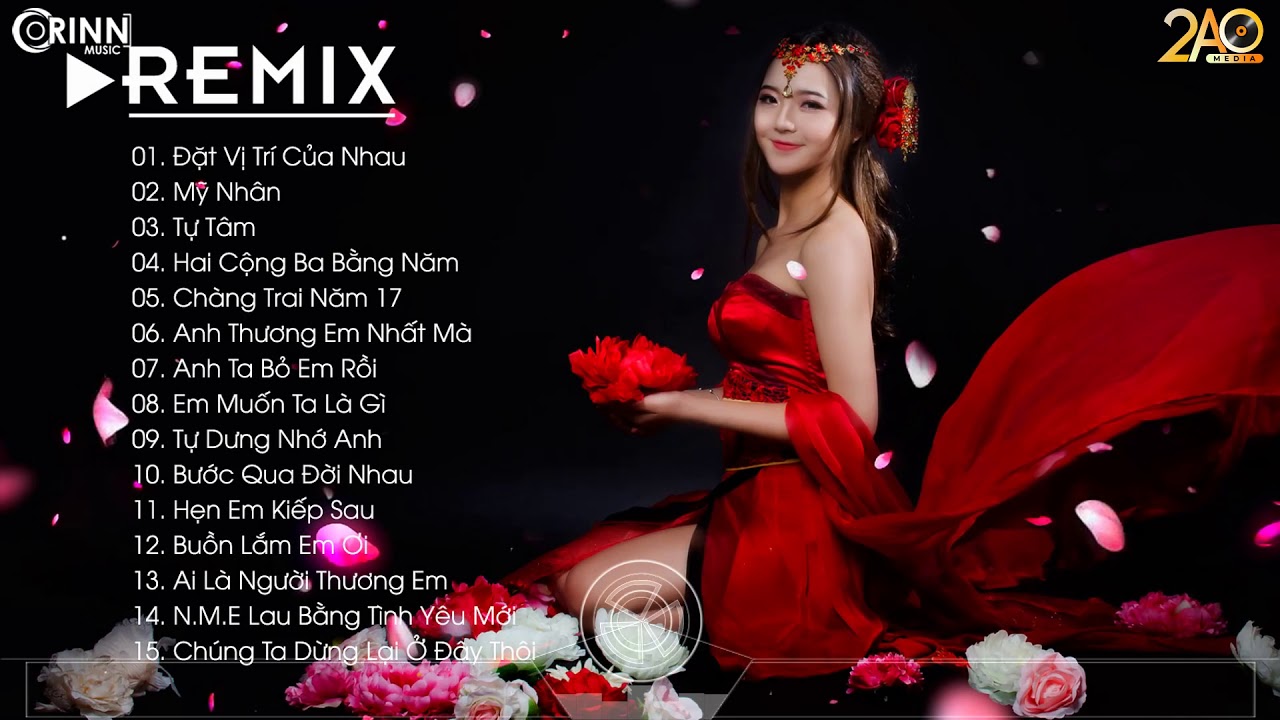 ORINN
MUSIC
2AO
MEDIA
REMIX
01. Đặt Vị Trí Của Nhau
02. Mỹ Nhân
03. Tự Tâm
04. Hai Cộng Ba Bằng Năm
05. Chàng Trai Năm 17
06. Anh Thương Em Nhất Mà
07. Anh Ta Bỏ Em Rồi
08. Em Muốn Ta Là Gì
09. Tự Dưng Nhớ Anh
10. Bước Qua Đời Nhau
11. Hẹn Em Kiếp Sau
12. Buồn Lắm Em Ơi
13. Ai Là Người Thương Em
14. N.M.E Lau Bằng Tình Yêu Mới
15. Chúng Ta Dừng Lại Ở Đây Thôi